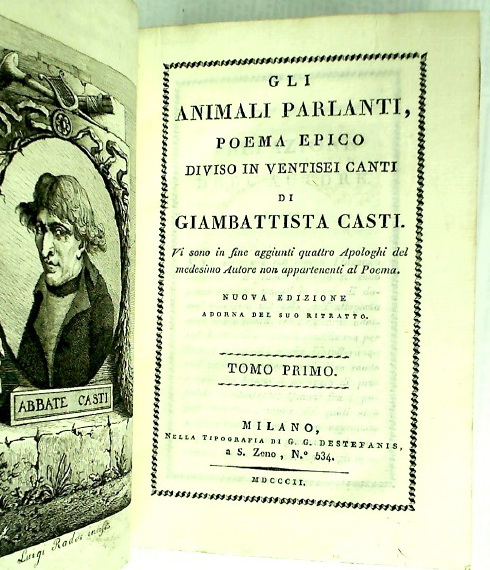 ABBATE CASTI
Luigi Rados incise
GLI
ANIMALI PARLANTI,
POEMA EPICO
DIVISO IN VENTISEI CANTI
DI
GIAMBATTISTA CASTI.
Vi sono in fine aggiunti quattro Apologhi del
medesimo Autore non appartenenti al Poema.
NUOVA EDIZIONE
ADORNA DEL SUO RITRATTO.
TOMO PRIMO.
MILANO,
NELLA TIPOGRAFIA DI G. G. DESTEFANIS,
a S. Zeno, N.º 534.
MDCCCII.